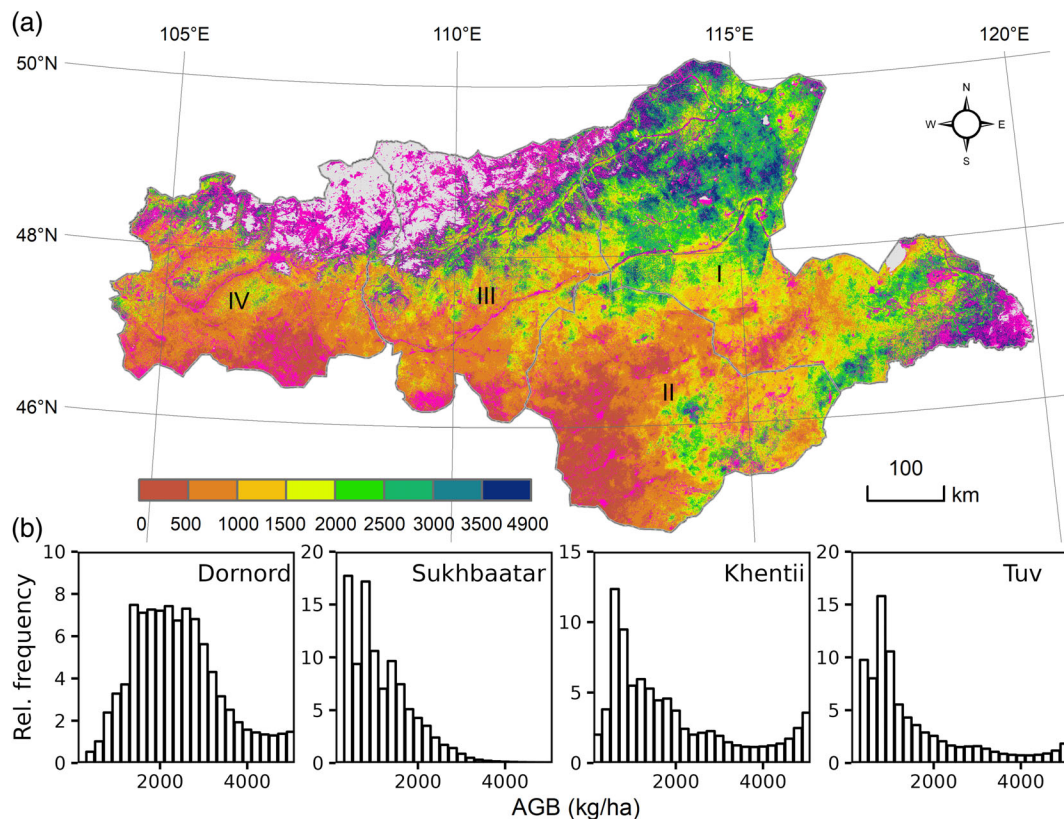 (a)
105°E 110°E 115°E 120°E
50°N
N
W E
S
48°N
I
III
IV
II
46°N
100
km
0 500 1000 1500 2000 2500 3000 3500 4900
(b)
10 20 15 20
Dornord Sukhbaatar Khentii Tuv
8
15 10 15
6
10 10
4
5 5 5
2
0 0 0 0
2000 4000 2000 4000 2000 4000 2000 4000
Rel. frequency
AGB (kg/ha)